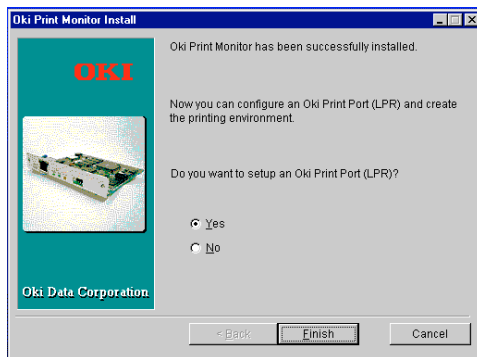 Oki Print Monitor Install
OKI
Oki Print Monitor has been successfully installed.
Now you can configure an Oki Print Port (LPR) and create
the printing environment.
Do you want to setup an Oki Print Port (LPR)?
Yes
No
Oki Data Corporation
< Back
Finish
Cancel